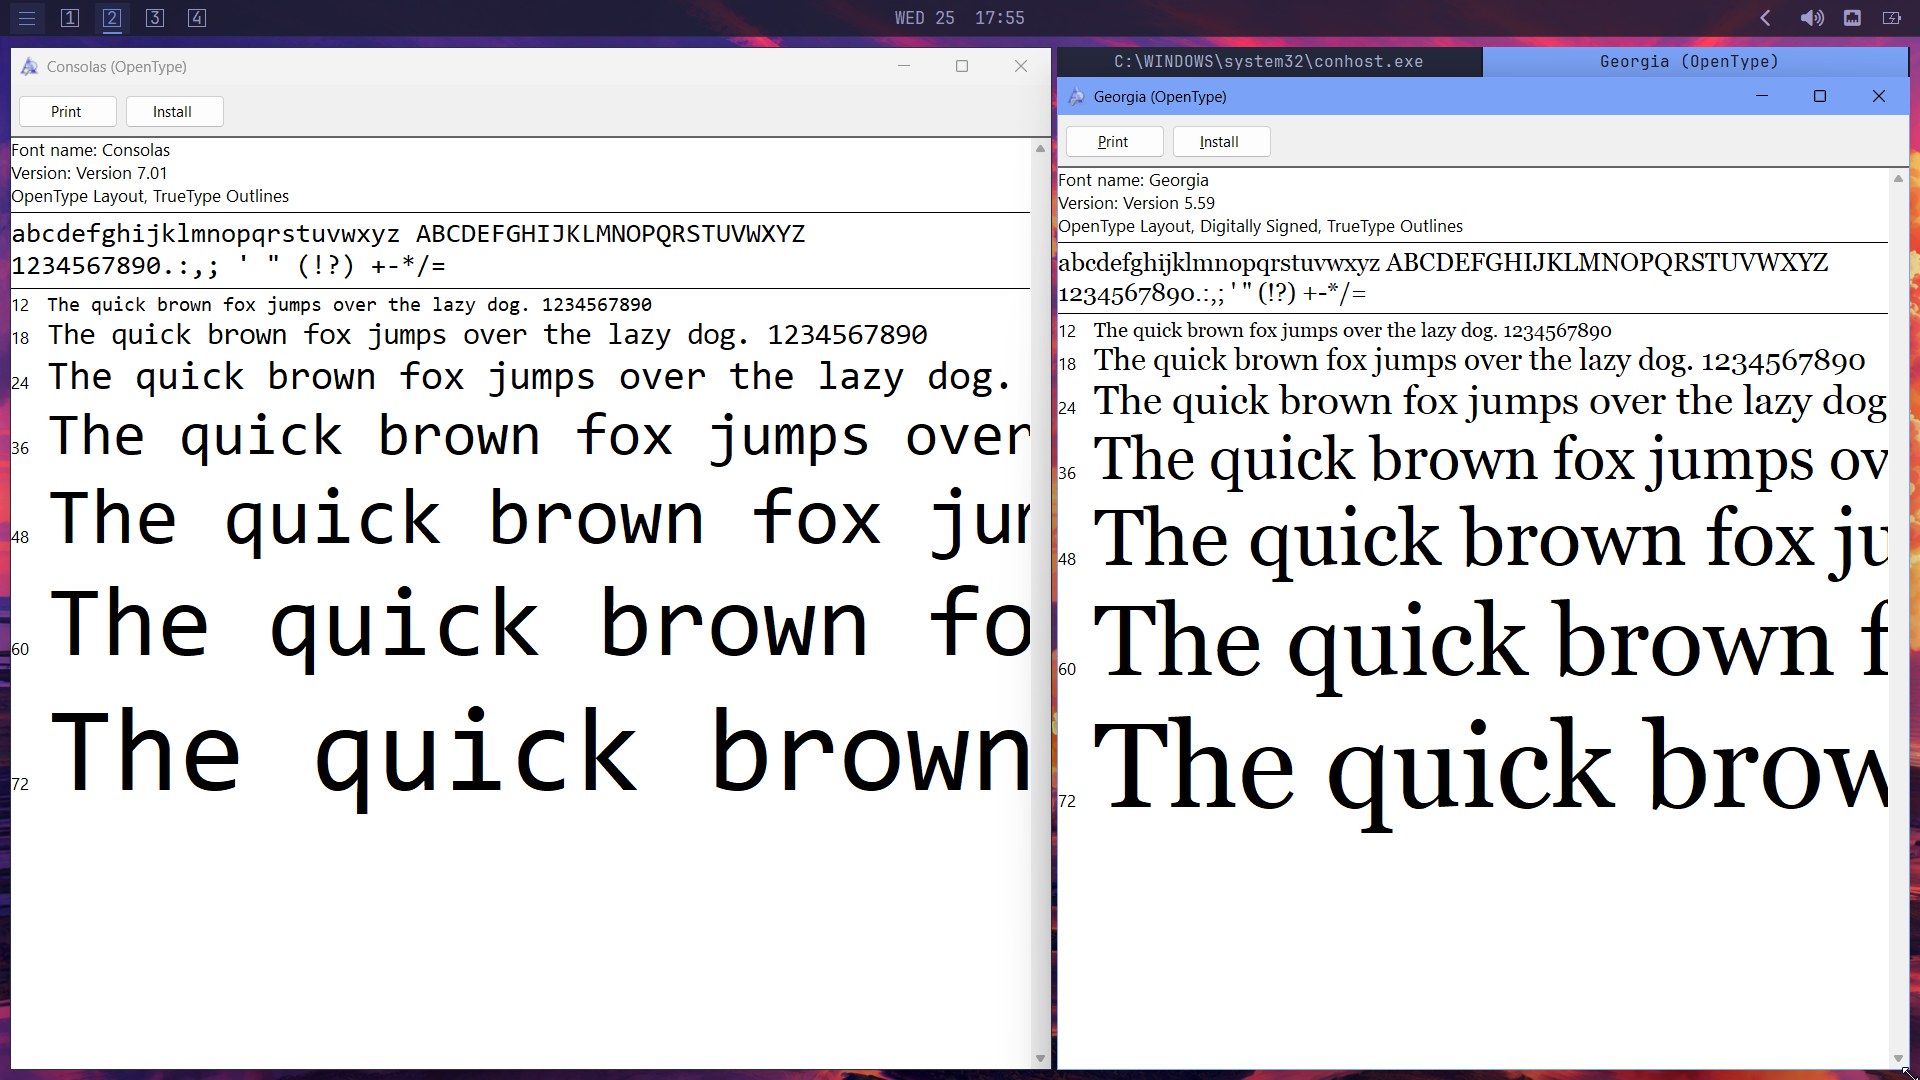 1 2 3 4
WED 25 17:55
Consolas (OpenType)
Print Install
Font name: Consolas
Version: Version 7.01
OpenType Layout, TrueType Outlines
abcdefghijklmnopqrstuvwxyz ABCDEFGHIJKLMNOPQRSTUVWXYZ
1234567890.:,; ' " (!?) +-*/=
12 The quick brown fox jumps over the lazy dog. 1234567890
18 The quick brown fox jumps over the lazy dog. 1234567890
24 The quick brown fox jumps over the lazy dog.
36 The quick brown fox jumps over
48 The quick brown fox jum
60 The quick brown fo
72 The quick brown
C:\WINDOWS\system32\conhost.exe Georgia (OpenType)
Georgia (OpenType)
Print Install
Font name: Georgia
Version: Version 5.59
OpenType Layout, Digitally Signed, TrueType Outlines
abcdefghijklmnopqrstuvwxyz ABCDEFGHIJKLMNOPQRSTUVWXYZ
1234567890.:,; ' " (!?) +-*/=
12 The quick brown fox jumps over the lazy dog. 1234567890
18 The quick brown fox jumps over the lazy dog. 1234567890
24 The quick brown fox jumps over the lazy dog
36 The quick brown fox jumps ov
48 The quick brown fox ju
60 The quick brown f
72 The quick brow